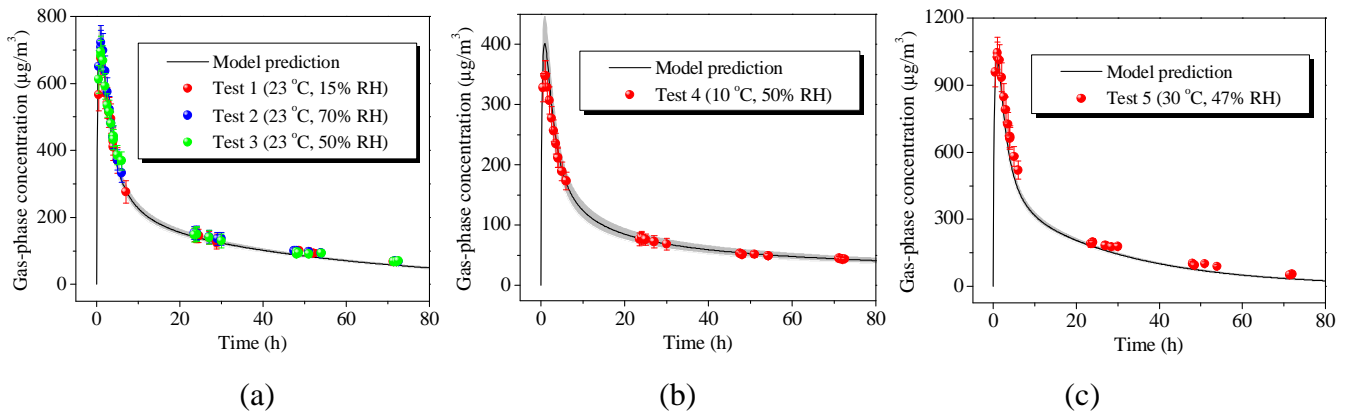 800
600
400
200
0
Gas-phase concentration (μg/m³)
Model prediction
Test 1 (23 °C, 15% RH)
Test 2 (23 °C, 70% RH)
Test 3 (23 °C, 50% RH)
0 20 40 60 80
Time (h)
(a)
400
300
200
100
0
Gas-phase concentration (μg/m³)
Model prediction
Test 4 (10 °C, 50% RH)
0 20 40 60 80
Time (h)
(b)
1200
900
600
300
0
Gas-phase concentration (μg/m³)
Model prediction
Test 5 (30 °C, 47% RH)
0 20 40 60 80
Time (h)
(c)